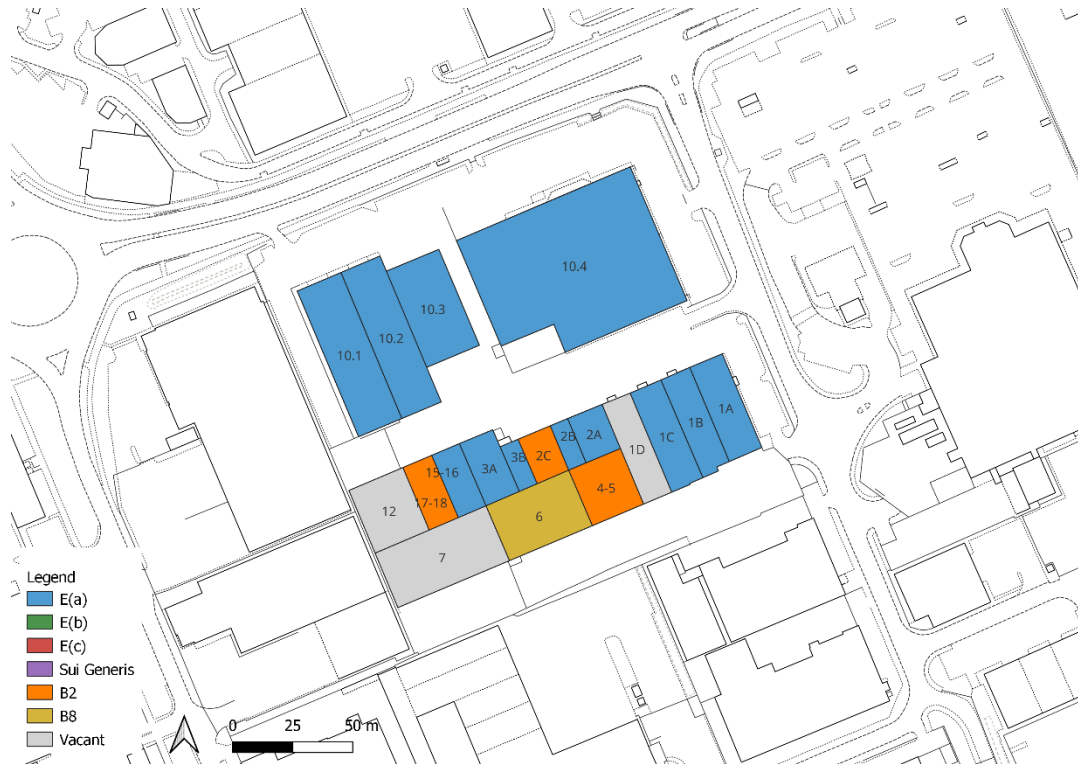 10.4
10.3
10.2
10.1
1A
1B
1C
1D
2A
2B
2C
3B
3A
15-16
17-18
12
4-5
6
7
Legend
E(a)
E(b)
E(c)
Sui Generis
B2
B8
Vacant
0 25 50 m